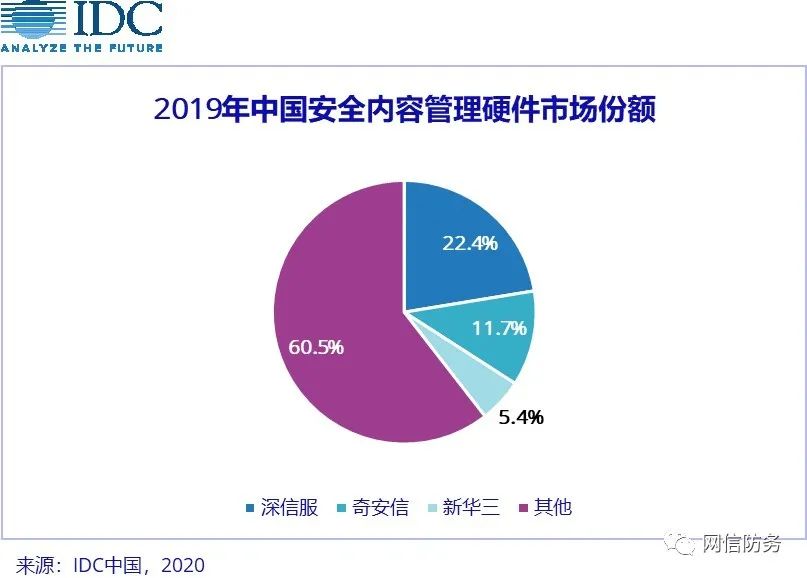 IDC
ANALYZE THE FUTURE
2019年中国安全内容管理硬件市场份额
22.4%
11.7%
60.5%
5.4%
深信服 奇安信 新华三 其他
网信防务
来源：IDC中国，2020